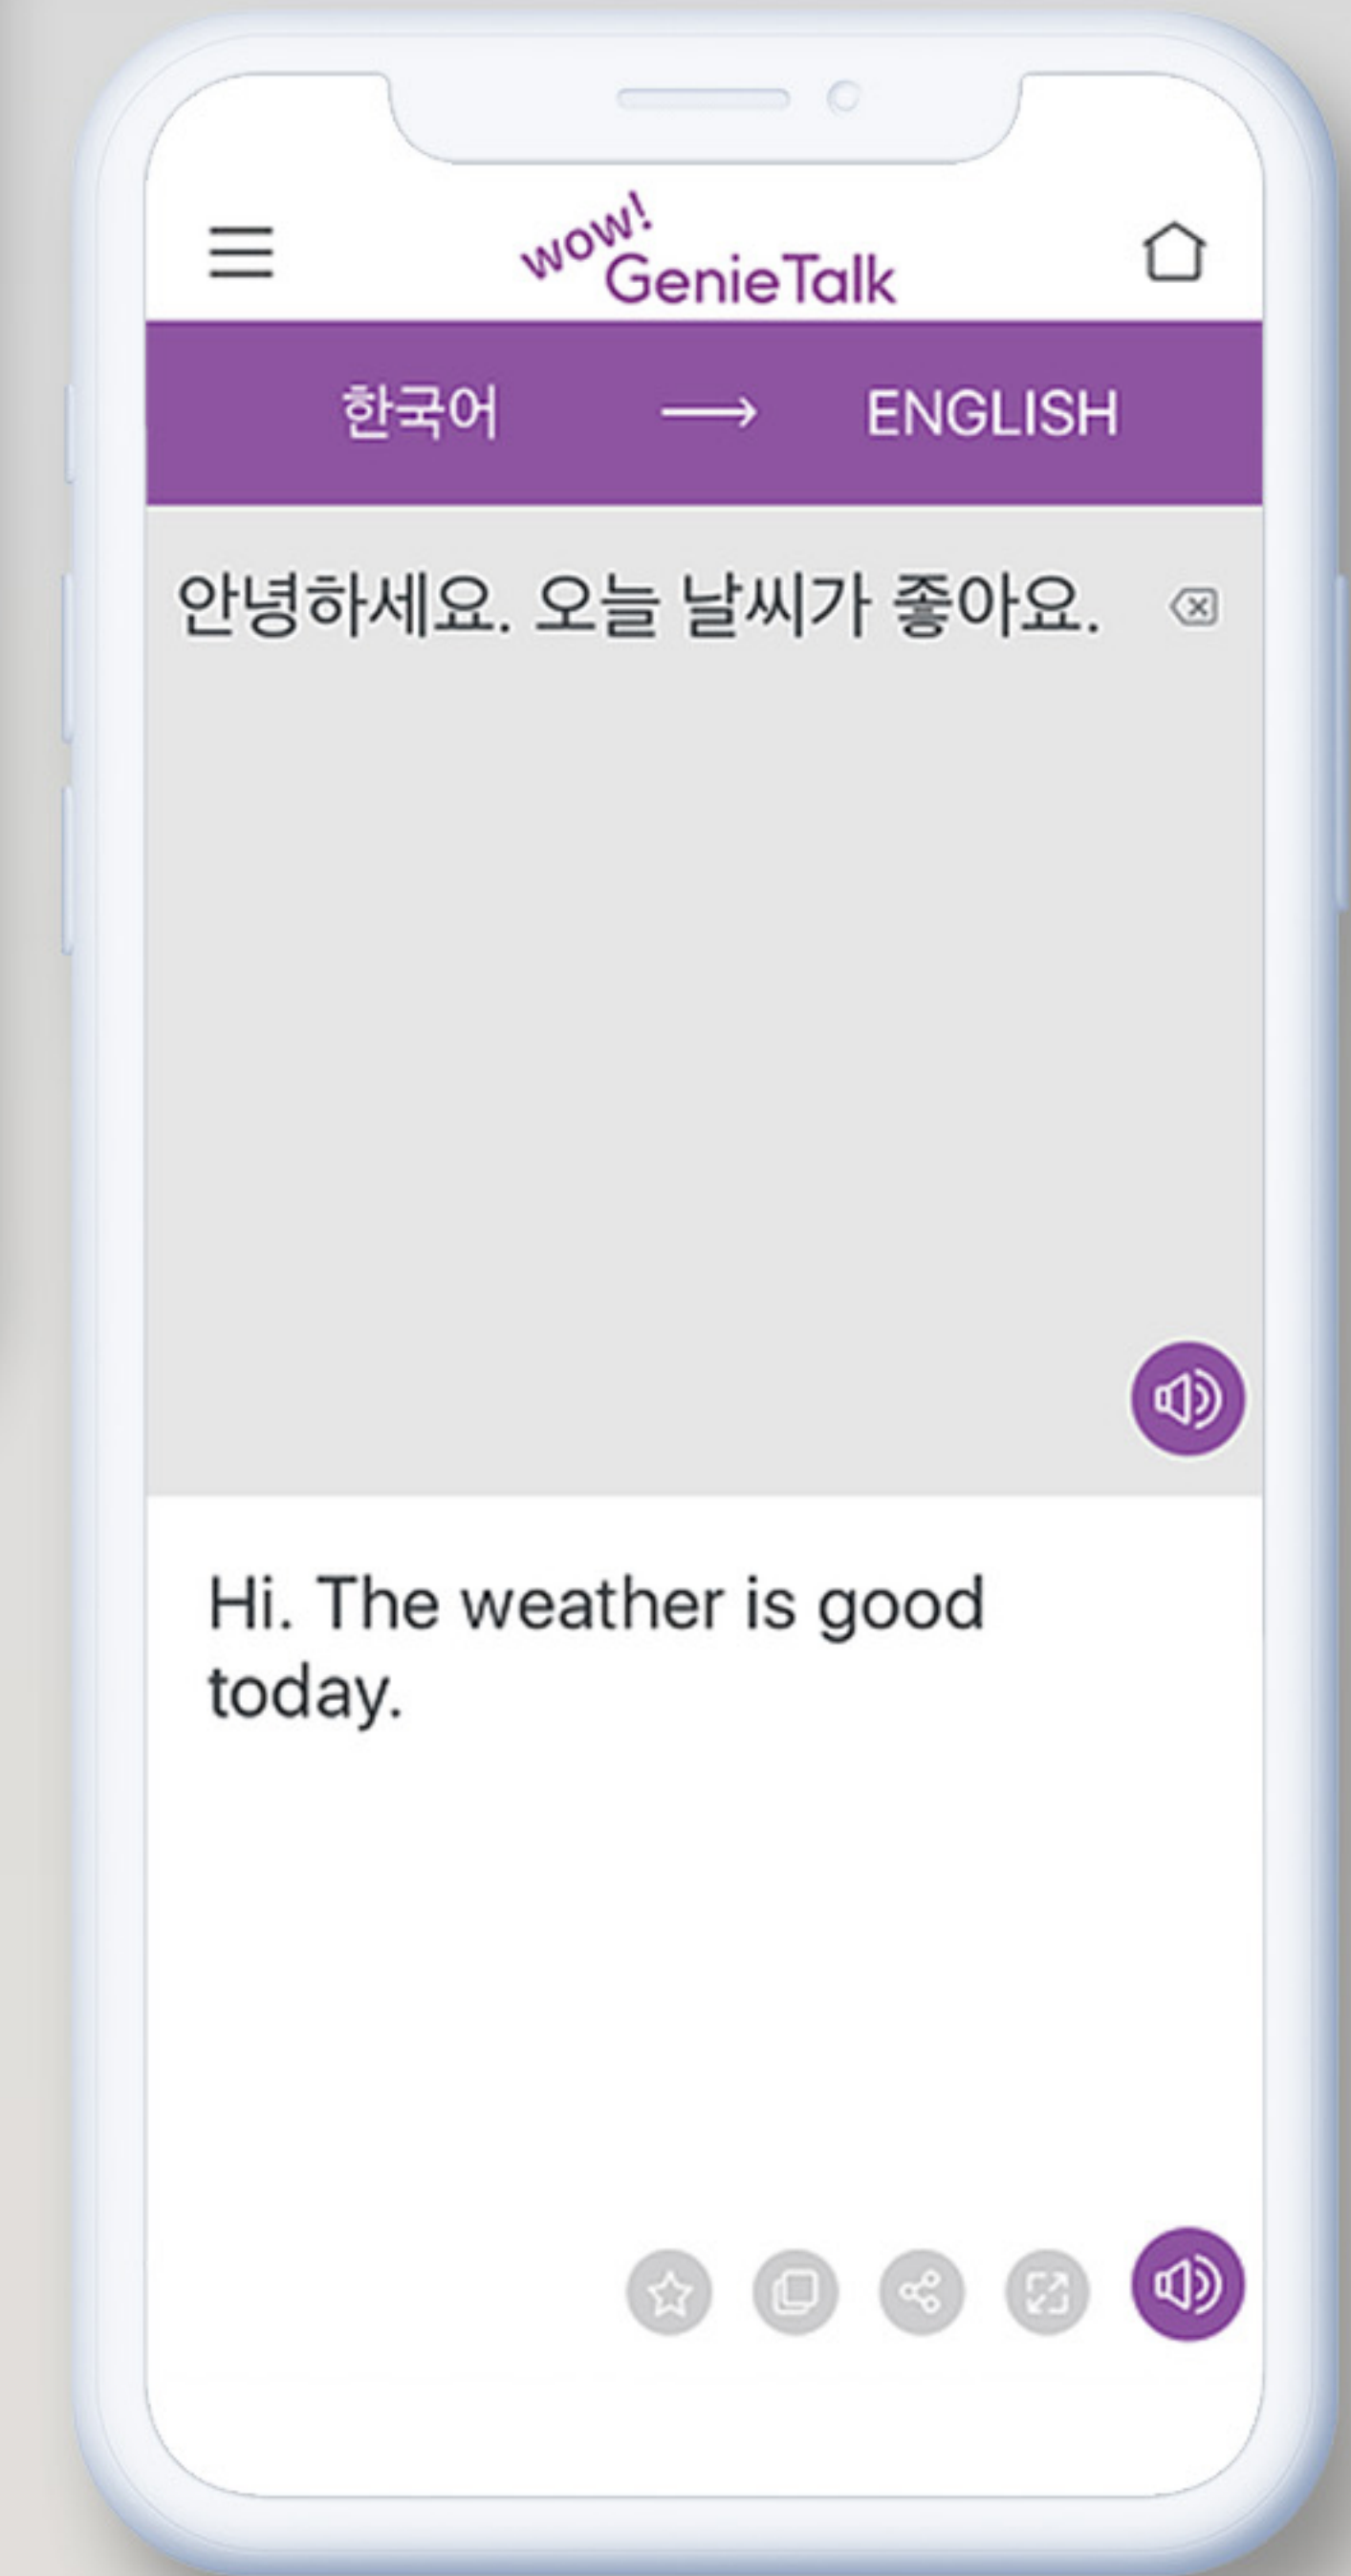 wow!
GenieTalk
한국어 → ENGLISH
안녕하세요. 오늘 날씨가 좋아요.
Hi. The weather is good
today.